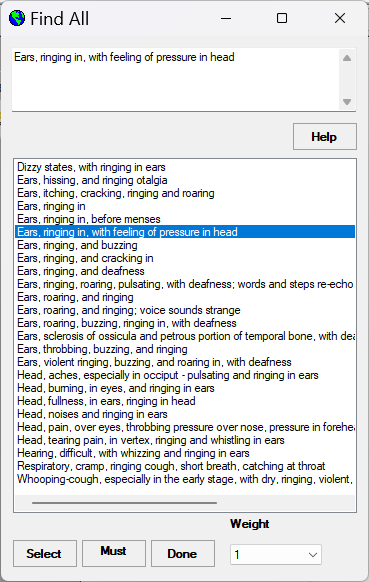 Find All
Ears, ringing in, with feeling of pressure in head
Help
Dizzy states, with ringing in ears
Ears, hissing, and ringing otalgia
Ears, itching, cracking, ringing and roaring
Ears, ringing in
Ears, ringing in, before menses
Ears, ringing in, with feeling of pressure in head
Ears, ringing, and buzzing
Ears, ringing, and cracking in
Ears, ringing, and deafness
Ears, ringing, roaring, pulsating, with deafness; words and steps re-echo
Ears, roaring, and ringing
Ears, roaring, and ringing; voice sounds strange
Ears, roaring, buzzing, ringing in, with deafness
Ears, sclerosis of ossicula and petrous portion of temporal bone, with dea
Ears, throbbing, buzzing, and ringing
Ears, violent ringing, buzzing, and roaring in, with deafness
Head, aches, especially in occiput - pulsating and ringing in ears
Head, burning, in eyes, and ringing in ears
Head, fullness, in ears, ringing in head
Head, noises and ringing in ears
Head, pain, over eyes, throbbing pressure over nose, pressure in forehea
Head, tearing pain, in vertex, ringing and whistling in ears
Hearing, difficult, with whizzing and ringing in ears
Respiratory, cramp, ringing cough, short breath, catching at throat
Whooping-cough, especially in the early stage, with dry, ringing, violent,
Weight
Select Must Done 1